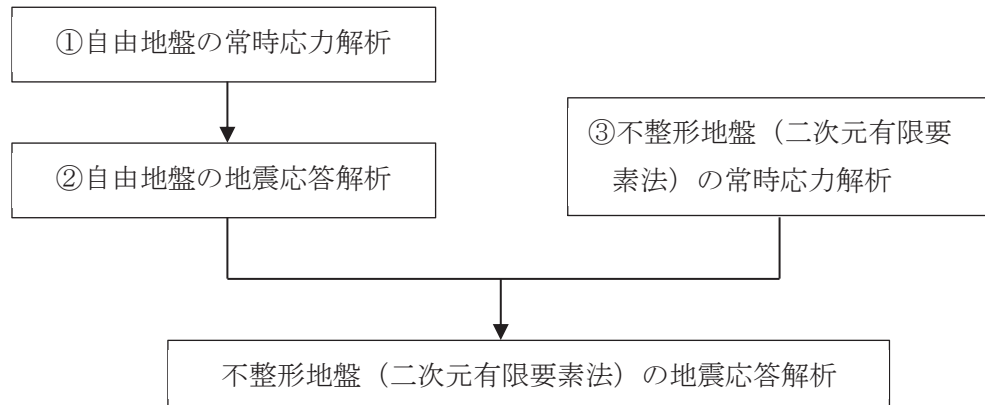 ①自由地盤の常時応力解析
②自由地盤の地震応答解析
③不整形地盤（二次元有限要
素法）の常時応力解析
不整形地盤（二次元有限要素法）の地震応答解析